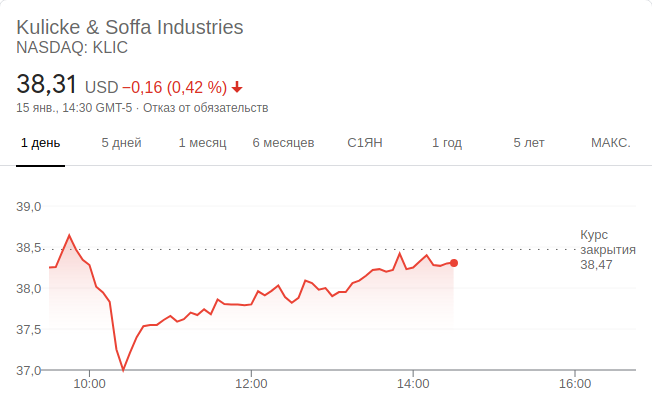 Kulicke & Soffa Industries
NASDAQ: KLIC
38,31 USD −0,16 (0,42 %)
15 янв., 14:30 GMT-5 · Отказ от обязательств
1 день 5 дней 1 месяц 6 месяцев С1ЯН 1 год 5 лет МАКС.
39,0
38,5
38,0
37,5
37,0
Курс
закрытия
38,47
10:00 12:00 14:00 16:00